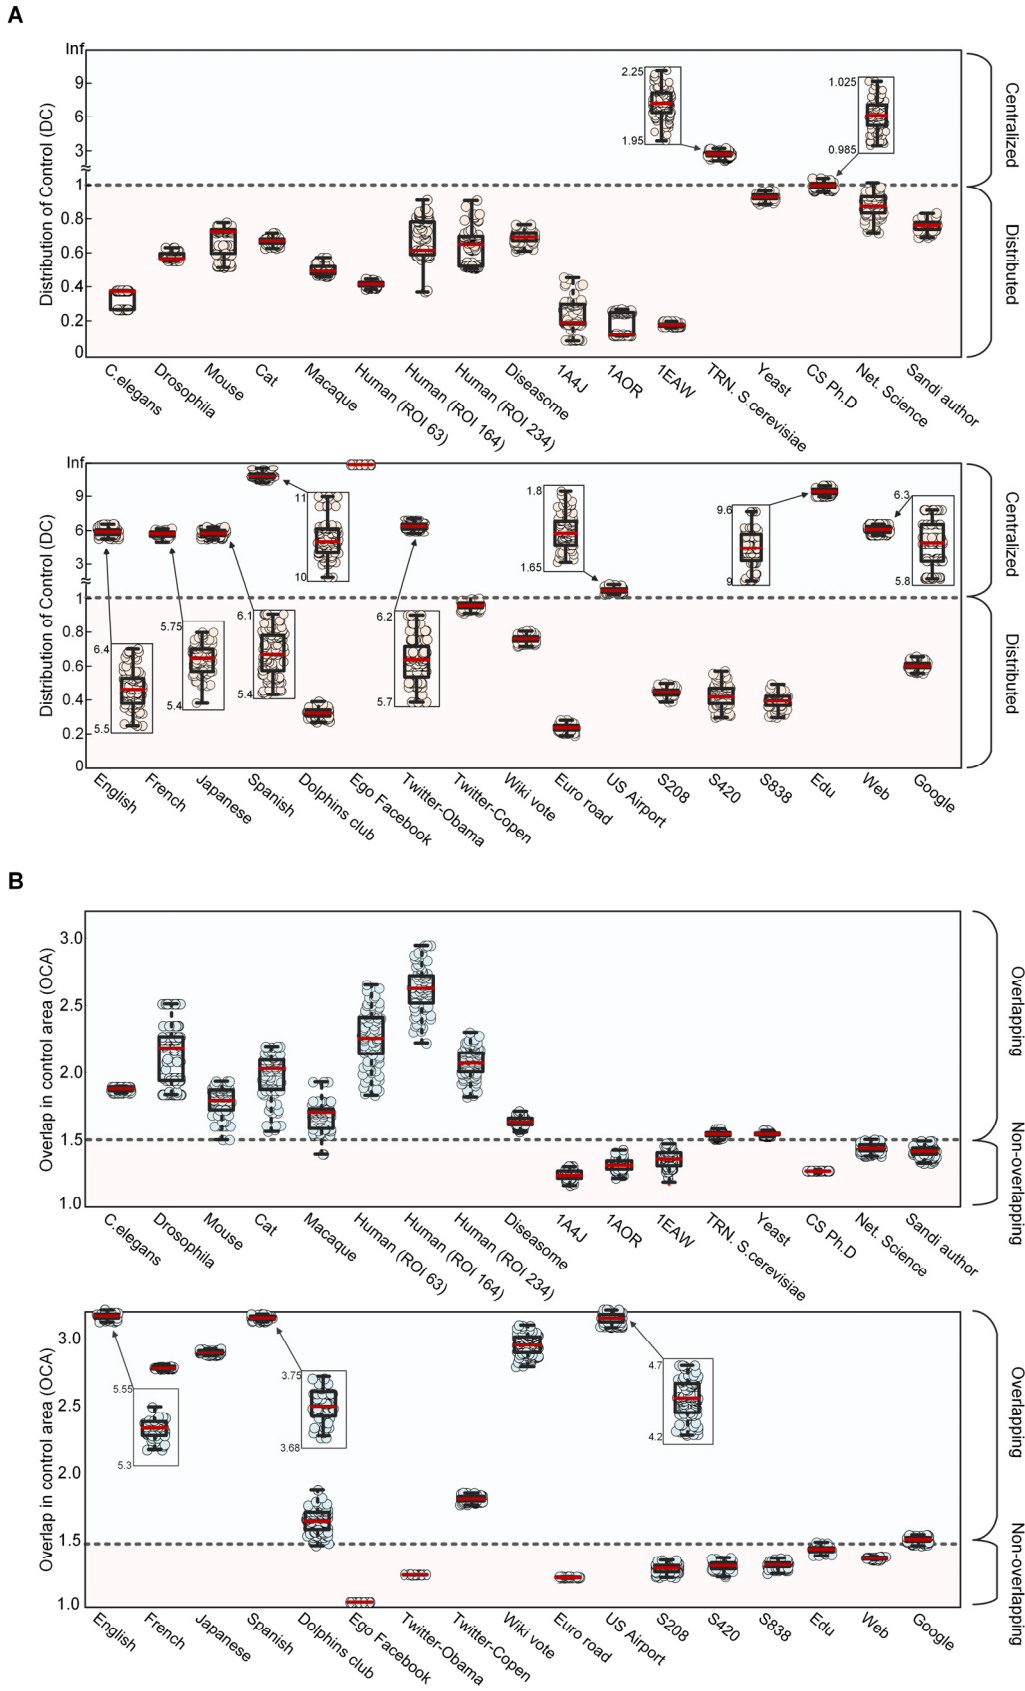 A
Inf
9
6
3
1
0.8
0.6
0.4
0.2
0
Distribution of Control (DC)
2.25
1.95
1.025
0.985
Centralized
Distributed
C.elegans
Drosophila
Mouse
Cat
Macaque
Human (ROI 63)
Human (ROI 164)
Human (ROI 234)
Diseasome
1A4J
1AOR
1EAW
TRN. S.cerevisiae
Yeast
CS Ph.D
Net. Science
Sandi author
Inf
9
6
3
1
0.8
0.6
0.4
0.2
0
Distribution of Control (DC)
6.4
5.5
5.75
5.4
6.1
5.4
11
10
6.2
5.7
1.8
1.65
9.6
9
6.3
5.8
Centralized
Distributed
English
French
Japanese
Spanish
Dolphins club
Ego Facebook
Twitter-Obama
Twitter-Copen
Wiki vote
Euro road
US Airport
S208
S420
S838
Edu
Web
Google
B
3.0
2.5
2.0
1.5
1.0
Overlap in control area (OCA)
Overlapping
Non-overlapping
C.elegans
Drosophila
Mouse
Cat
Macaque
Human (ROI 63)
Human (ROI 164)
Human (ROI 234)
Diseasome
1A4J
1AOR
1EAW
TRN. S.cerevisiae
Yeast
CS Ph.D
Net. Science
Sandi author
3.0
2.5
2.0
1.5
1.0
Overlap in control area (OCA)
5.55
5.3
3.75
3.68
4.7
4.2
Overlapping
Non-overlapping
English
French
Japanese
Spanish
Dolphins club
Ego Facebook
Twitter-Obama
Twitter-Copen
Wiki vote
Euro road
US Airport
S208
S420
S838
Edu
Web
Google